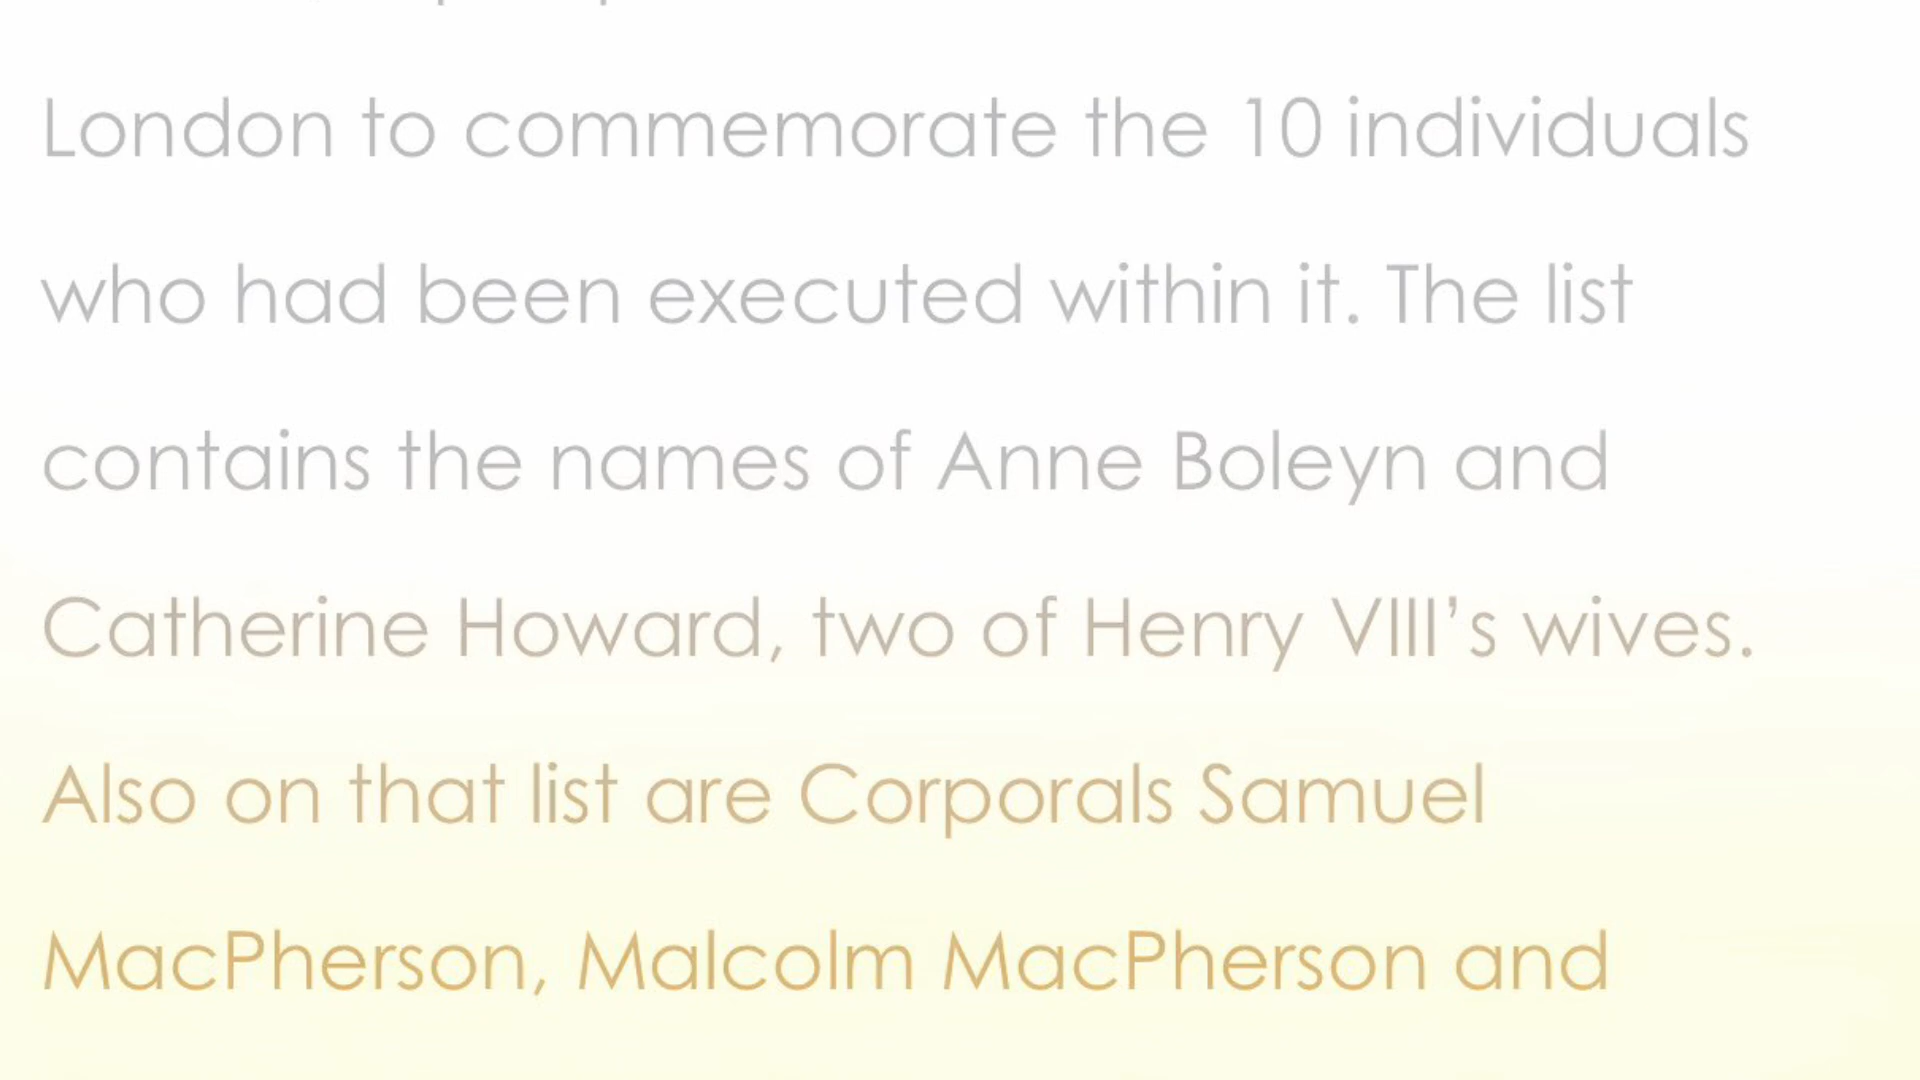 London to commemorate the 10 individuals
who had been executed within it. The list
contains the names of Anne Boleyn and
Catherine Howard, two of Henry VIII’s wives.
Also on that list are Corporals Samuel
MacPherson, Malcolm MacPherson and